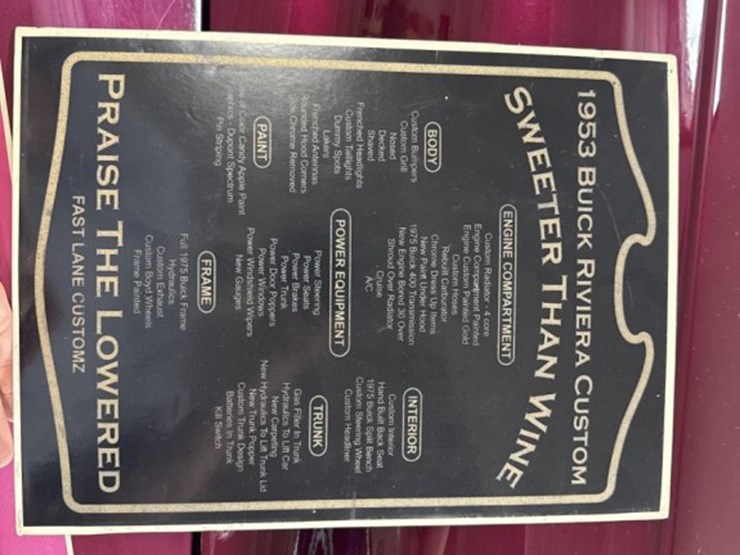 1953 BUICK RIVIERA CUSTOM
SWEETER THAN WINE
BODY
Custom Bumpers
Custom Grill
Nosed
Decked
Shaved
Frenched Headlights
Custom Taillights
Dummy Spots
Lakers
Frenched Antennas
Rounded Hood Corners
Side Chrome Removed
PAINT
of Color Candy Apple Paint
- Dupont Spectrum
Pin Striping
ENGINE COMPARTMENT
Custom Radiator - 4 core
Engine Compartment Painted
Engine Custom Painted Gold
Custom Hoses
Rebuilt Carburator
Chrome Dress Up Items
New Paint Under Hood
1975 Buick 400 Transmission
New Engine Bored 30 Over
Shroud Over Radiator
Cruise
A/C
POWER EQUIPMENT
Power Steering
Power Seats
Power Brakes
Power Trunk
Power Door Poppers
Power Windows
Power Windshield Wipers
New Gauges
FRAME
Full 1975 Buick Frame
Hydraulics
Custom Exhaust
Custom Boyd Wheels
Frame Painted
INTERIOR
Custom Interior
Hand Built Back Seat
1975 Buick Split Bench
Custom Steering Wheel
Custom Headliner
TRUNK
Gas Filler In Trunk
Hydraulics To Lift Car
New Carpeting
New Hydraulics To Lift Trunk Lid
New Trunk Popper
Custom Trunk Design
Batteries In Trunk
Kill Switch
PRAISE THE LOWERED
FAST LANE CUSTOMZ